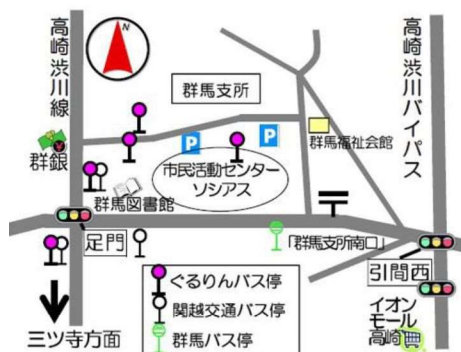 高崎渋川線
N
群馬支所
高崎渋川バイパス
P
P
群銀
群馬福祉会館
市民活動センター
ソシアス
群馬図書館
足門
「群馬支所南口」
引間西
ぐるりんバス停
関越交通バス停
群馬バス停
三ツ寺方面
イオン
モール
高崎